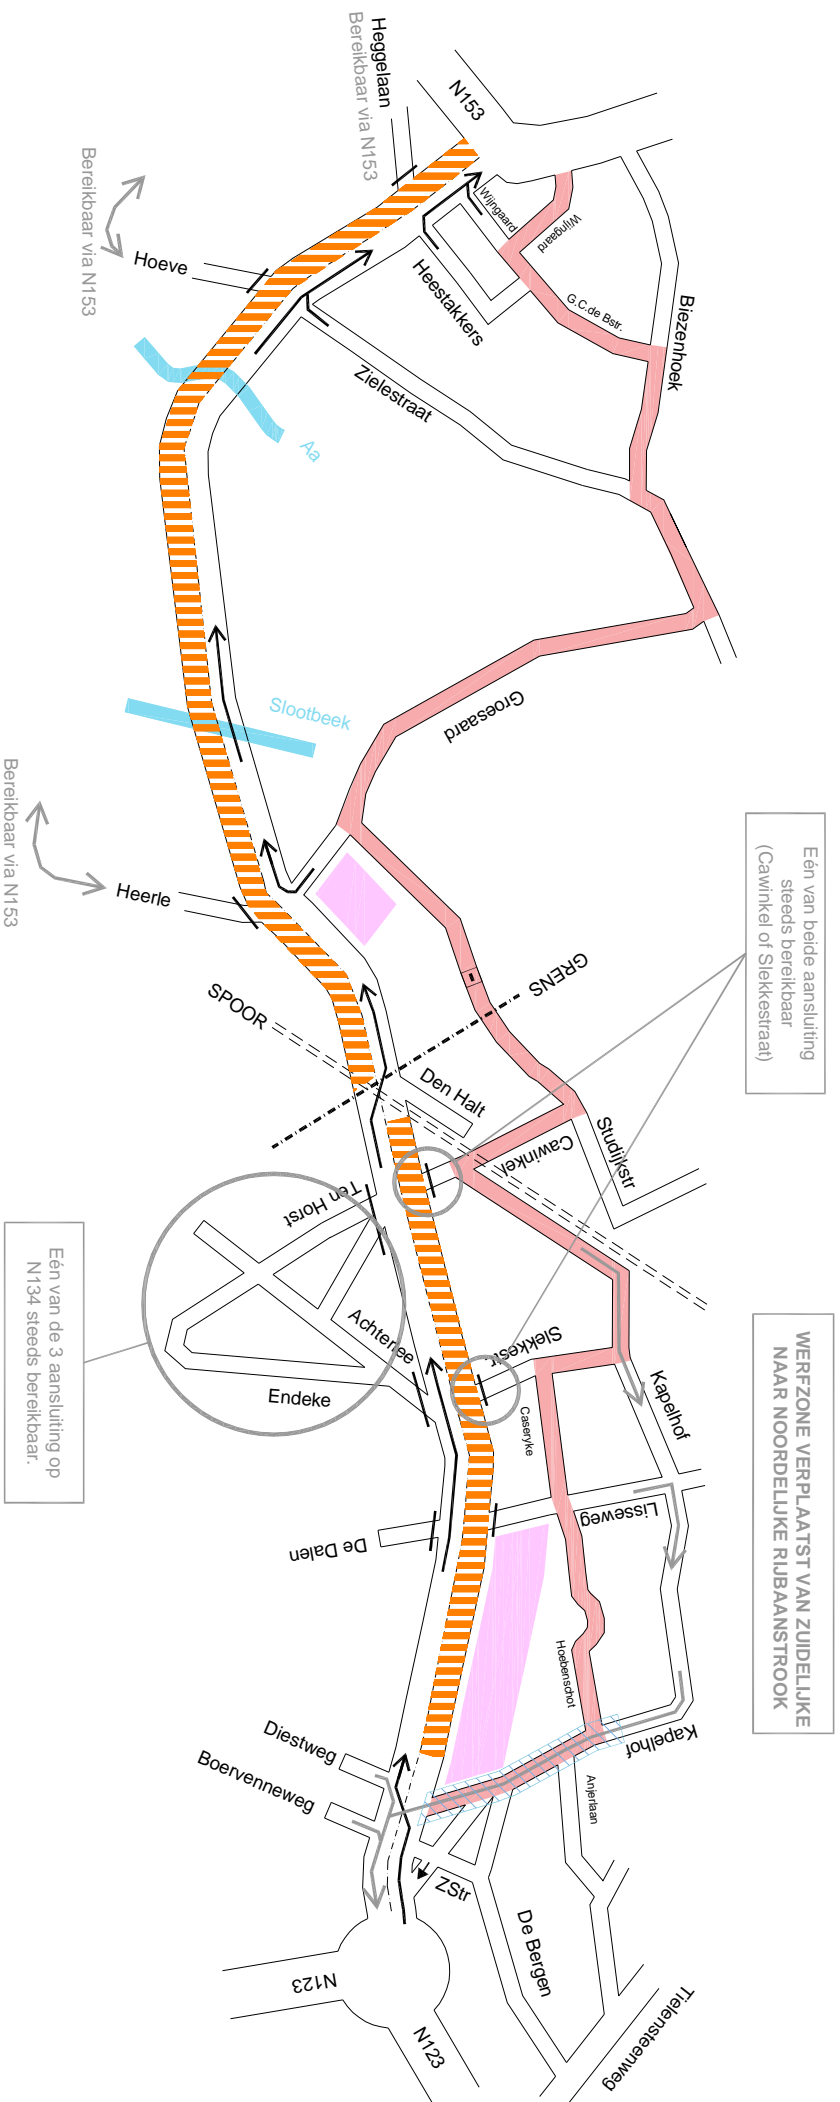 N153
Heggelaan
Bereikbaar via N153
Bereikbaar via N153
Hoeve
Wijngaard
Wijngaard
G.C.de Bstr.
Heestakkers
Biezenhoek
Zielestraat
Aa
Slootbeek
Groesaard
Bereikbaar via N153
Heerle
SPOOR
GRENS
Eén van beide aansluiting
steeds bereikbaar
(Cawinkel of Slekkestraat)
Den Halt
Studijkstr
Cawinkel
Ten Horst
Achteree
Endeke
Eén van de 3 aansluiting op
N134 steeds bereikbaar.
Slekkestr
Caseryke
Kapelhof
WERFZONE VERPLAATST VAN ZUIDELIJKE
NAAR NOORDELIJKE RIJBAANSTROOK
Lisseweg
De Dalen
Hoebenschot
Kapelhof
Diestweg
Boervenneweg
Anjerlaan
ZStr
De Bergen
Tielensteenweg
N123
N123